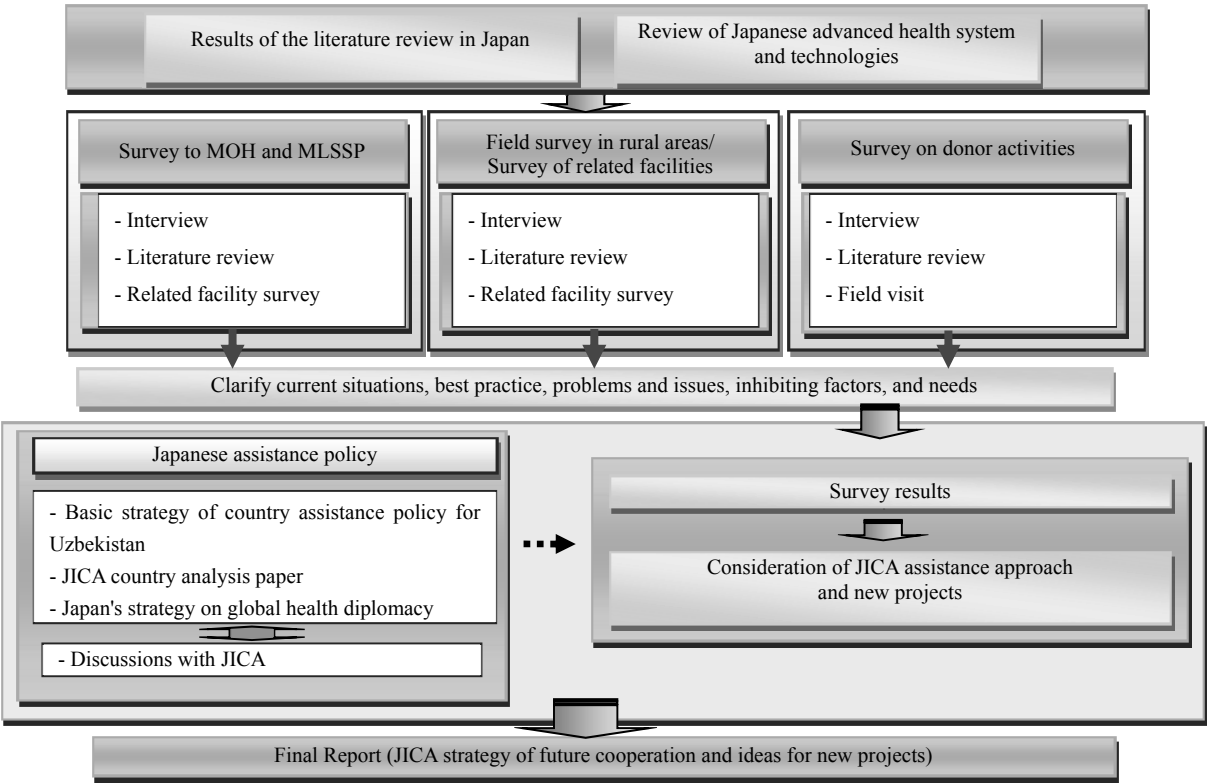 Results of the literature review in Japan
Review of Japanese advanced health system
and technologies
Survey to MOH and MLSSP
- Interview
- Literature review
- Related facility survey
Field survey in rural areas/
Survey of related facilities
- Interview
- Literature review
- Related facility survey
Survey on donor activities
- Interview
- Literature review
- Field visit
Clarify current situations, best practice, problems and issues, inhibiting factors, and needs
Japanese assistance policy
- Basic strategy of country assistance policy for
Uzbekistan
- JICA country analysis paper
- Japan's strategy on global health diplomacy
- Discussions with JICA
Survey results
Consideration of JICA assistance approach
and new projects
Final Report (JICA strategy of future cooperation and ideas for new projects)